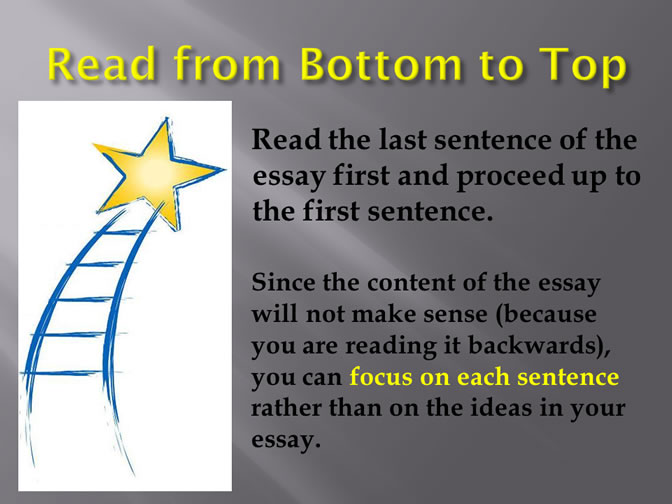 Read from Bottom to Top
Read the last sentence of the
essay first and proceed up to
the first sentence.
Since the content of the essay
will not make sense (because
you are reading it backwards),
you can focus on each sentence
rather than on the ideas in your
essay.